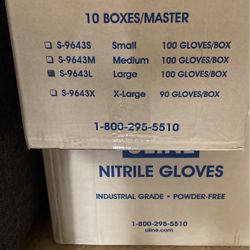 10 BOXES/MASTER
S-9643S Small 100 GLOVES/BOX
S-9643M Medium 100 GLOVES/BOX
S-9643L Large 100 GLOVES/BOX
S-9643X X-Large 90 GLOVES/BOX
1-800-295-5510
ULINE
NITRILE GLOVES
INDUSTRIAL GRADE • POWDER-FREE
1-800-295-5510
uline.com